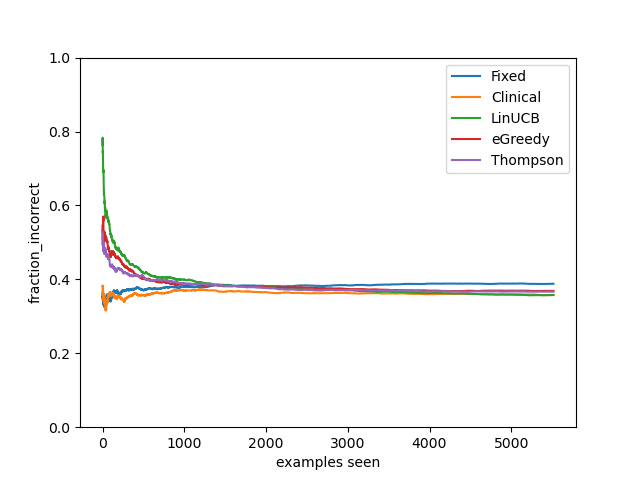 1.0
0.8
0.6
0.4
0.2
0.0
fraction_incorrect
0 1000 2000 3000 4000 5000
examples seen
Fixed
Clinical
LinUCB
eGreedy
Thompson